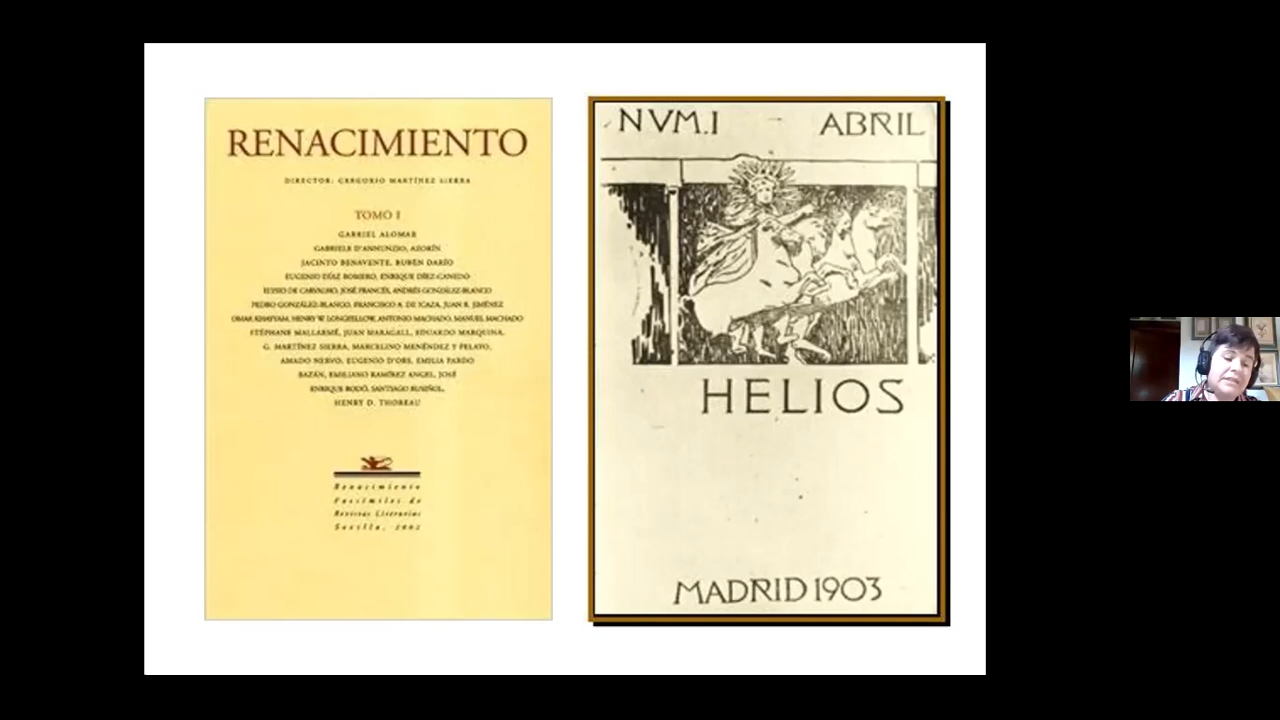 RENACIMIENTO
DIRECTOR: GREGORIO MARTÍNEZ SIERRA
TOMO I
GABRIEL ALOMAR
GABRIELE D'ANNUNZIO, AZORÍN
JACINTO BENAVENTE, RUBÉN DARÍO
EUGENIO DÍAZ ROMERO, ENRIQUE DÍEZ-CANEDO
ELYSIO DE CARVALHO, JOSÉ FRANCÉS, ANDRÉS GONZÁLEZ-BLANCO
PEDRO GONZÁLEZ-BLANCO, FRANCISCO A. DE ICAZA, JUAN R. JIMÉNEZ
OMAR KHAYYAM, HENRY W. LONGFELLOW, ANTONIO MACHADO, MANUEL MACHADO
STÉPHANE MALLARMÉ, JUAN MARAGALL, EDUARDO MARQUINA,
G. MARTÍNEZ SIERRA, MARCELINO MENÉNDEZ Y PELAYO,
AMADO NERVO, EUGENIO D'ORS, EMILIA PARDO
BAZÁN, EMILIANO RAMÍREZ ANGEL, JOSÉ
ENRIQUE RODÓ, SANTIAGO RUSIÑOL,
HENRY D. THOREAU
Renacimiento
Facsímiles de
Revistas Literarias
Sevilla, 2002
NVM.I ABRIL
HELIOS
MADRID 1903